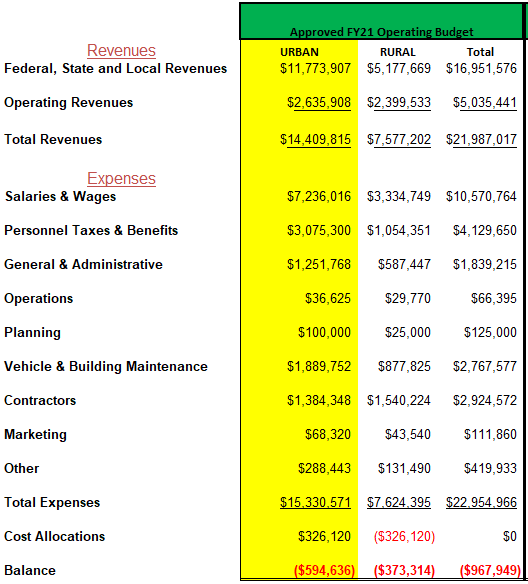 Approved FY21 Operating Budget
Revenues URBAN RURAL Total
Federal, State and Local Revenues $11,773,907 $5,177,669 $16,951,576
Operating Revenues $2,635,908 $2,399,533 $5,035,441
Total Revenues $14,409,815 $7,577,202 $21,987,017
Expenses
Salaries & Wages $7,236,016 $3,334,749 $10,570,764
Personnel Taxes & Benefits $3,075,300 $1,054,351 $4,129,650
General & Administrative $1,251,768 $587,447 $1,839,215
Operations $36,625 $29,770 $66,395
Planning $100,000 $25,000 $125,000
Vehicle & Building Maintenance $1,889,752 $877,825 $2,767,577
Contractors $1,384,348 $1,540,224 $2,924,572
Marketing $68,320 $43,540 $111,860
Other $288,443 $131,490 $419,933
Total Expenses $15,330,571 $7,624,395 $22,954,966
Cost Allocations $326,120 ($326,120) $0
Balance ($594,636) ($373,314) ($967,949)